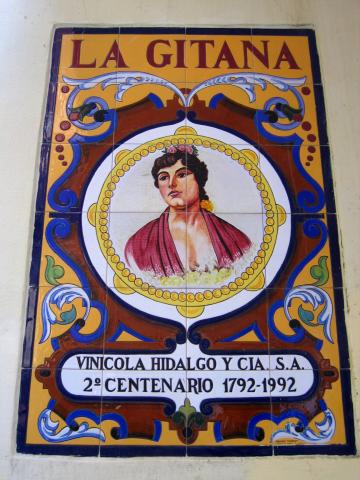 LA GITANA
VINICOLA HIDALGO Y CIA. S.A.
2º CENTENARIO 1792-1992